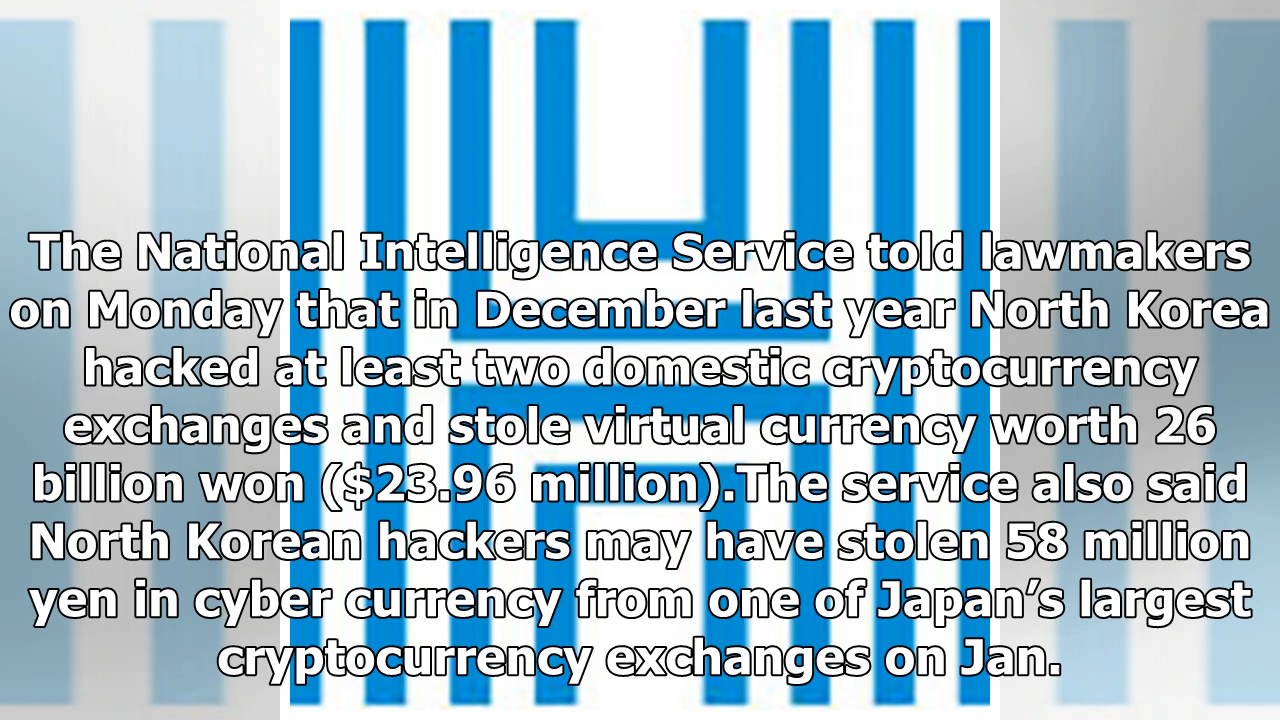 The National Intelligence Service told lawmakers
on Monday that in December last year North Korea
hacked at least two domestic cryptocurrency
exchanges and stole virtual currency worth 26
billion won ($23.96 million).The service also said
North Korean hackers may have stolen 58 million
yen in cyber currency from one of Japan’s largest
cryptocurrency exchanges on Jan.